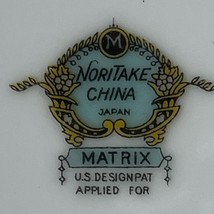 M
NORITAKE
CHINA
JAPAN
MATRIX
U.S. DESIGN PAT
APPLIED FOR